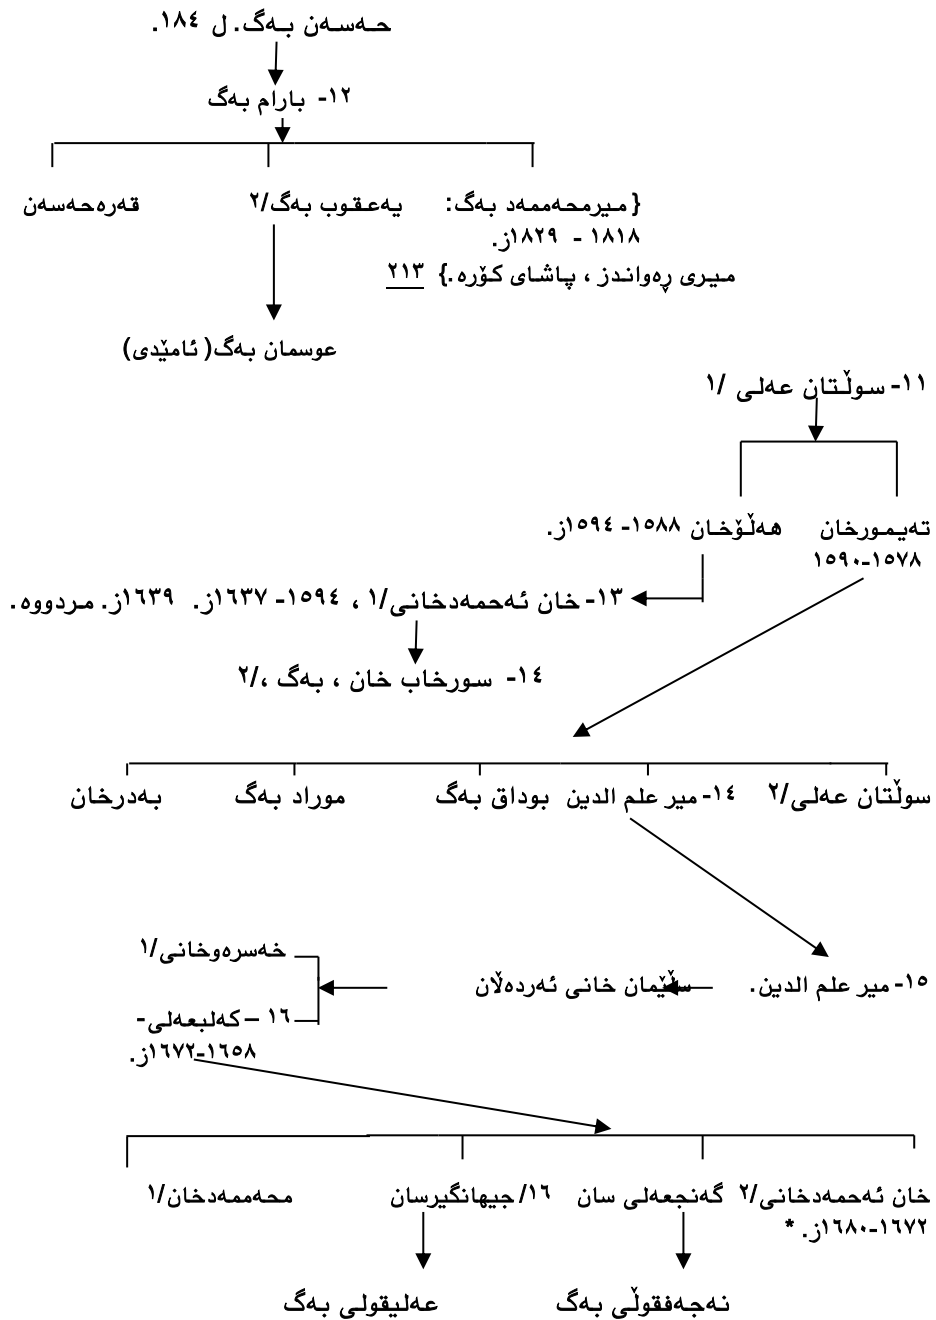 حەسەن بەگ. ل ١٨٤.
١٢- بارام بەگ
{ میرمحەممەد بەگ: یەعقوب بەگ/٢ قەرەحەسەن
١٨١٨ - ١٨٢٩ز.
میری ڕەواندز ، پاشای کۆرە.} ٢١٣
عوسمان بەگ( ئامێدی)
١١- سوڵتان عەلی /١
تەیمورخان هەڵۆخان ١٥٨٨- ١٥٩٤ز.
١٥٧٨-١٥٩٠
١٣- خان ئەحمەدخانی/١ ، ١٥٩٤- ١٦٣٧ز. ١٦٣٩ز. مردووە.
١٤- سورخاب خان ، بەگ ،/٢
سوڵتان عەلی/٢ ١٤- میر علم الدین بوداق بەگ موراد بەگ بەدرخان
خەسرەوخانی/١
١٥- میر علم الدین. سلێمان خانی ئەردەڵان
١٦ – کەلبعەلی-
١٦٥٨-١٦٧٢ز.
خان ئەحمەدخانی/٢ گەنجعەلی سان ١٦/ جیهانگیرسان محەممەدخان/١
١٦٧٢-١٦٨٠ز. *
نەجەفقوڵی بەگ عەلیقولی بەگ